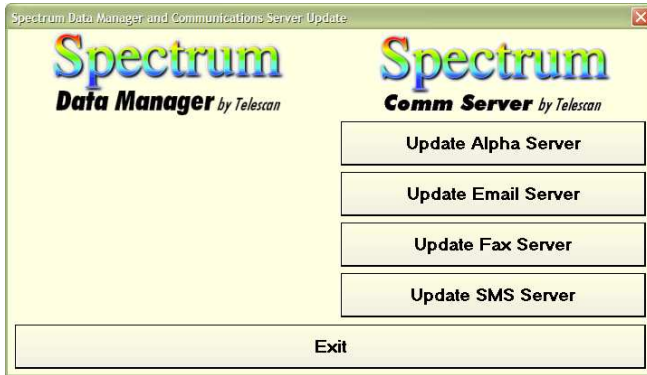 Spectrum Data Manager and Communications Server Update
Spectrum
Data Manager by Telescan
Spectrum
Comm Server by Telescan
Update Alpha Server
Update Email Server
Update Fax Server
Update SMS Server
Exit